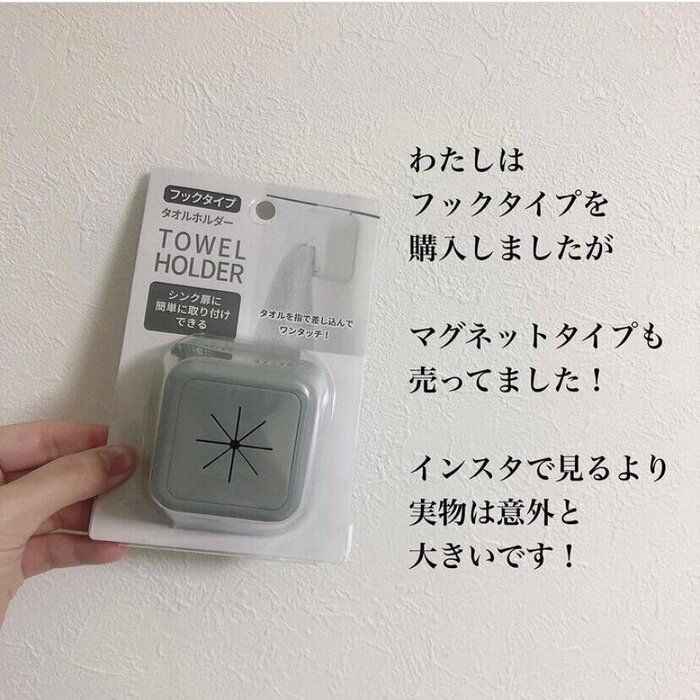 フックタイプ
タオルホルダー
TOWEL
HOLDER
シンク扉に
簡単に取り付け
できる
タオルを指で差し込んで
ワンタッチ!
わたしは
フックタイプを
購入しましたが
マグネットタイプも
売ってました!
インスタで見るより
実物は意外と
大きいです!